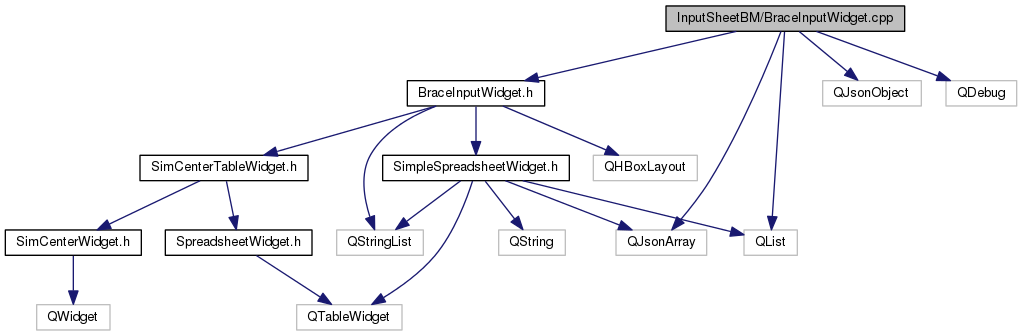 InputSheetBM/BraceInputWidget.cpp
BraceInputWidget.h
QJsonObject
QDebug
SimCenterTableWidget.h
SimpleSpreadsheetWidget.h
QHBoxLayout
SimCenterWidget.h
SpreadsheetWidget.h
QStringList
QString
QJsonArray
QList
QWidget
QTableWidget